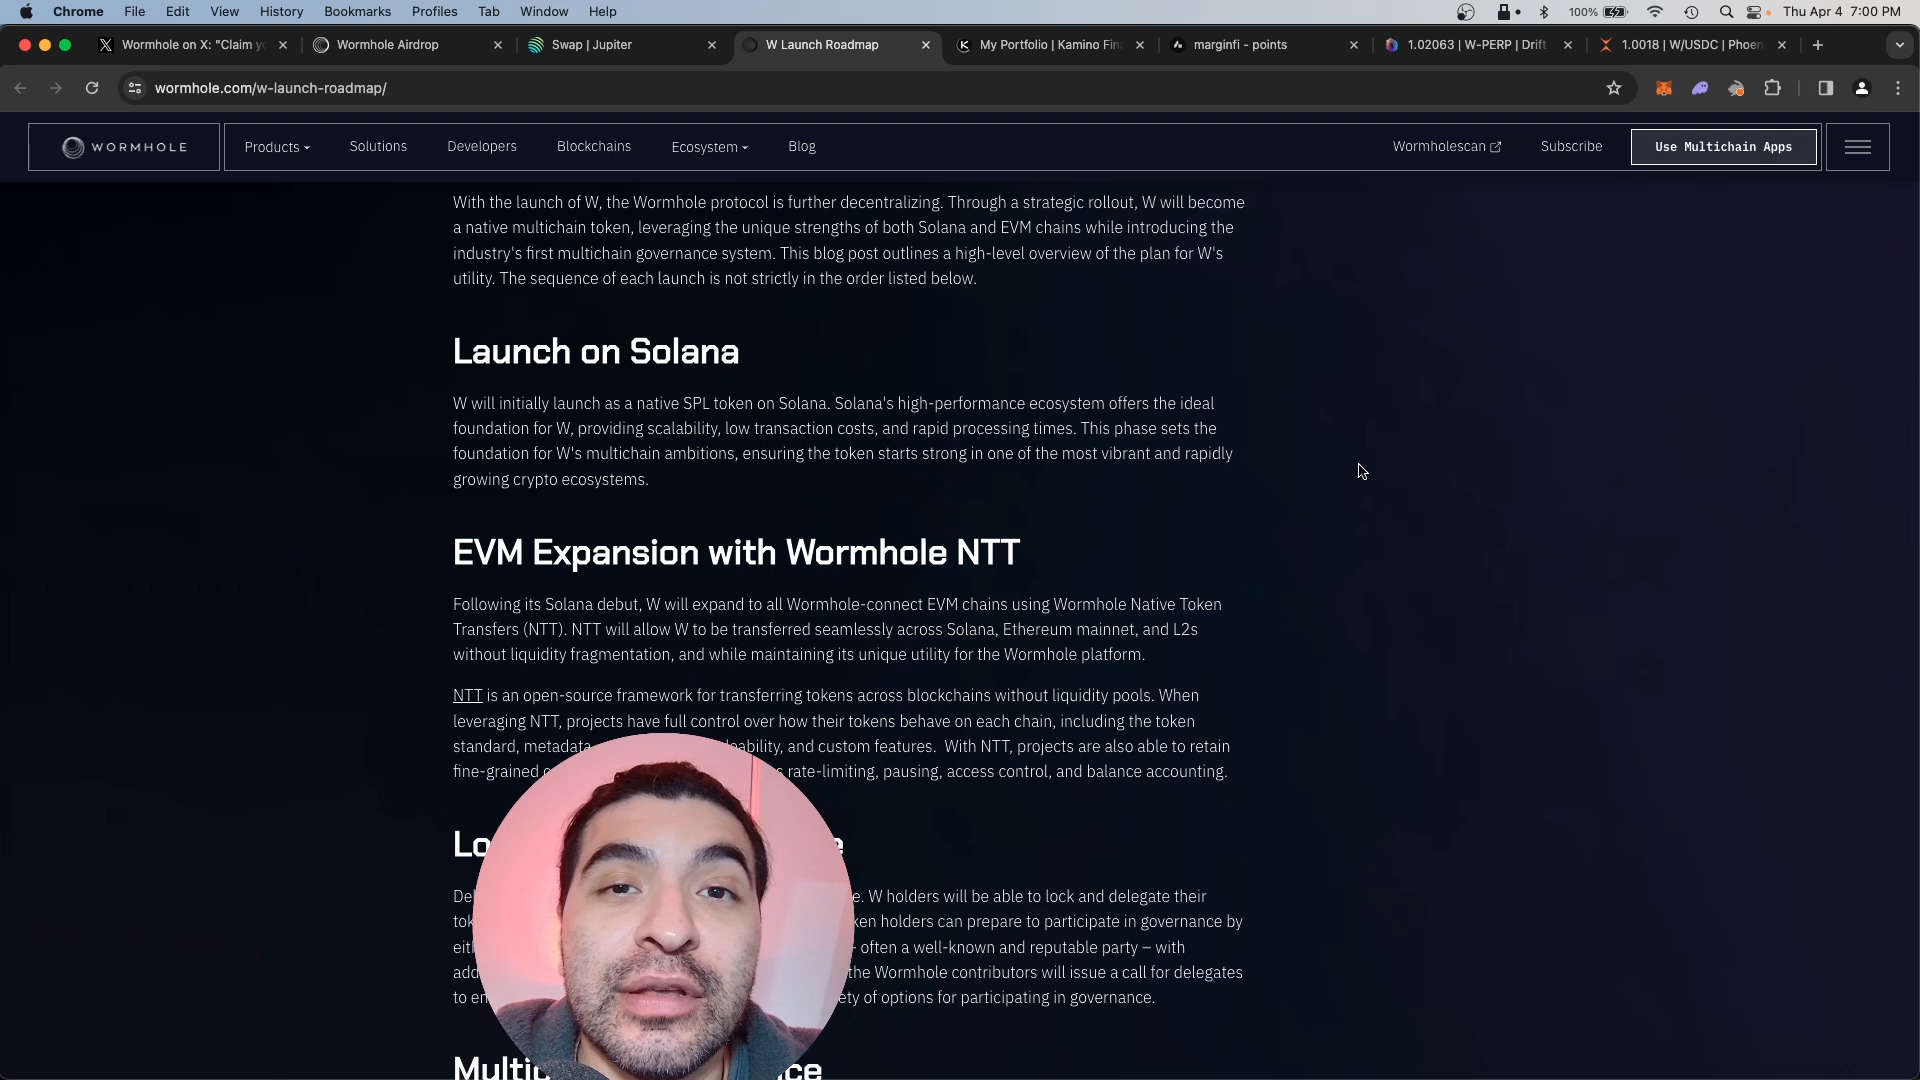 Chrome File Edit View History Bookmarks Profiles Tab Window Help 100% Thu Apr 4 7:00 PM
Wormhole on X: "Claim yo Wormhole Airdrop Swap | Jupiter W Launch Roadmap My Portfolio | Kamino Fin marginfi - points 1.02063 | W-PERP | Drift 1.0018 | W/USDC | Phoen
wormhole.com/w-launch-roadmap/
WORMHOLE Products Solutions Developers Blockchains Ecosystem Blog Wormholescan Subscribe Use Multichain Apps
With the launch of W, the Wormhole protocol is further decentralizing. Through a strategic rollout, W will become
a native multichain token, leveraging the unique strengths of both Solana and EVM chains while introducing the
industry's first multichain governance system. This blog post outlines a high-level overview of the plan for W's
utility. The sequence of each launch is not strictly in the order listed below.
Launch on Solana
W will initially launch as a native SPL token on Solana. Solana's high-performance ecosystem offers the ideal
foundation for W, providing scalability, low transaction costs, and rapid processing times. This phase sets the
foundation for W's multichain ambitions, ensuring the token starts strong in one of the most vibrant and rapidly
growing crypto ecosystems.
EVM Expansion with Wormhole NTT
Following its Solana debut, W will expand to all Wormhole-connect EVM chains using Wormhole Native Token
Transfers (NTT). NTT will allow W to be transferred seamlessly across Solana, Ethereum mainnet, and L2s
without liquidity fragmentation, and while maintaining its unique utility for the Wormhole platform.
NTT is an open-source framework for transferring tokens across blockchains without liquidity pools. When
leveraging NTT, projects have full control over how their tokens behave on each chain, including the token
standard, metadata, and custom features. With NTT, projects are also able to retain
fine-grained rate-limiting, pausing, access control, and balance accounting.
W holders will be able to lock and delegate their
holders can prepare to participate in governance by
– often a well-known and reputable party – with
the Wormhole contributors will issue a call for delegates
to of options for participating in governance.